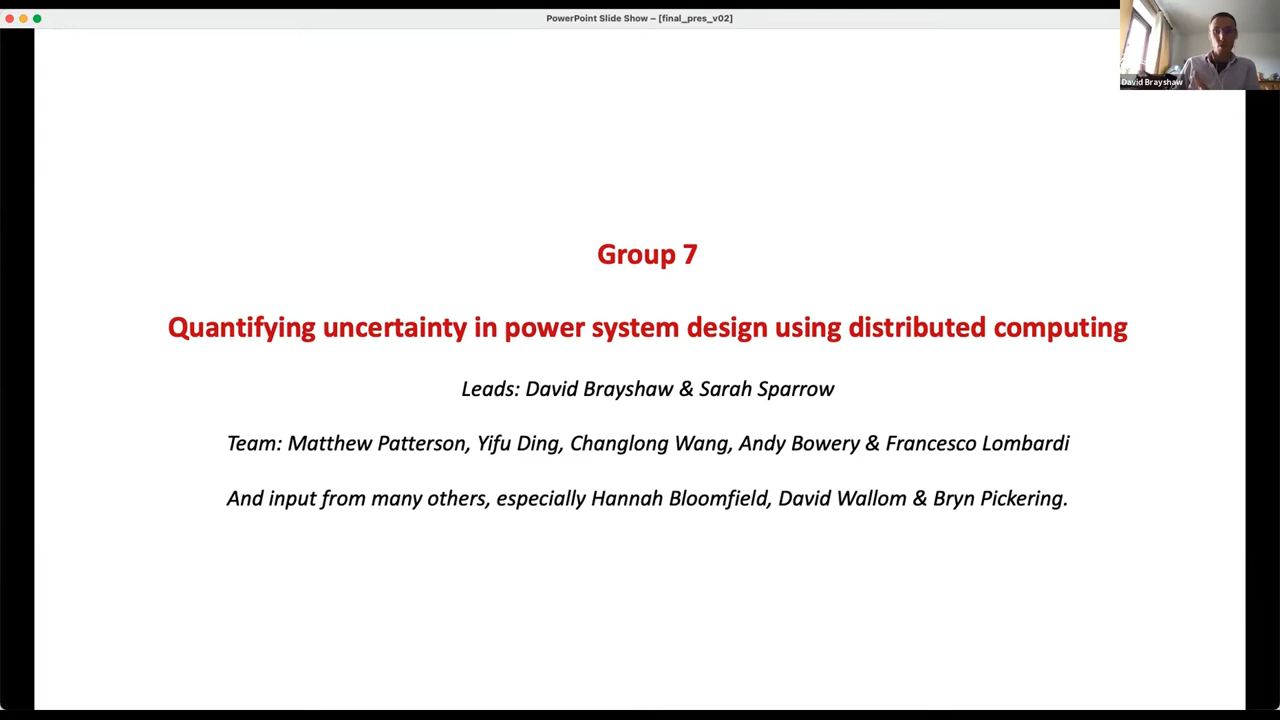 PowerPoint Slide Show – [final_pres_v02]
David Brayshaw
Group 7
Quantifying uncertainty in power system design using distributed computing
Leads: David Brayshaw & Sarah Sparrow
Team: Matthew Patterson, Yifu Ding, Changlong Wang, Andy Bowery & Francesco Lombardi
And input from many others, especially Hannah Bloomfield, David Wallom & Bryn Pickering.